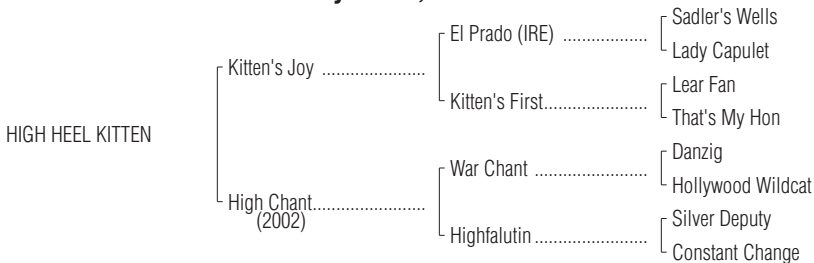 Sadler's Wells
El Prado (IRE) ..................
Lady Capulet
Kitten's Joy ......................
Lear Fan
Kitten's First......................
That's My Hon
HIGH HEEL KITTEN
Danzig
War Chant ........................
Hollywood Wildcat
High Chant........................
(2002)
Silver Deputy
Highfalutin ........................
Constant Change